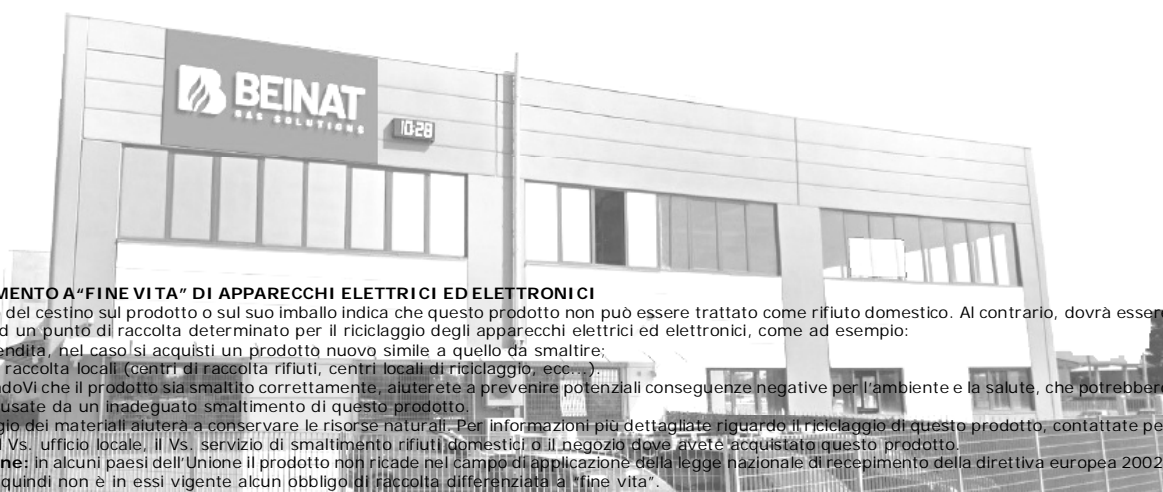 BEINAT
GAS SOLUTIONS
10:28
MENTO A “FINE VITA” DI APPARECCHI ELETTRICI ED ELETTRONICI
del cestino sul prodotto o sul suo imballo indica che questo prodotto non può essere trattato come rifiuto domestico. Al contrario, dovrà essere
d un punto di raccolta determinato per il riciclaggio degli apparecchi elettrici ed elettronici, come ad esempio:
endita, nel caso si acquisti un prodotto nuovo simile a quello da smaltire;
raccolta locali (centri di raccolta rifiuti, centri locali di riciclaggio, ecc...).
ndoVi che il prodotto sia smaltito correttamente, aiuterete a prevenire potenziali conseguenze negative per l’ambiente e la salute, che potrebbero
usate da un inadeguato smaltimento di questo prodotto.
gio dei materiali aiuterà a conservare le risorse naturali. Per informazioni più dettagliate riguardo il riciclaggio di questo prodotto, contattate pe
l Vs. ufficio locale, il Vs. servizio di smaltimento rifiuti domestici o il negozio dove avete acquistato questo prodotto.
ne: in alcuni paesi dell’Unione il prodotto non ricade nel campo di applicazione della legge nazionale di recepimento della direttiva europea 2002
quindi non è in essi vigente alcun obbligo di raccolta differenziata a “fine vita”.